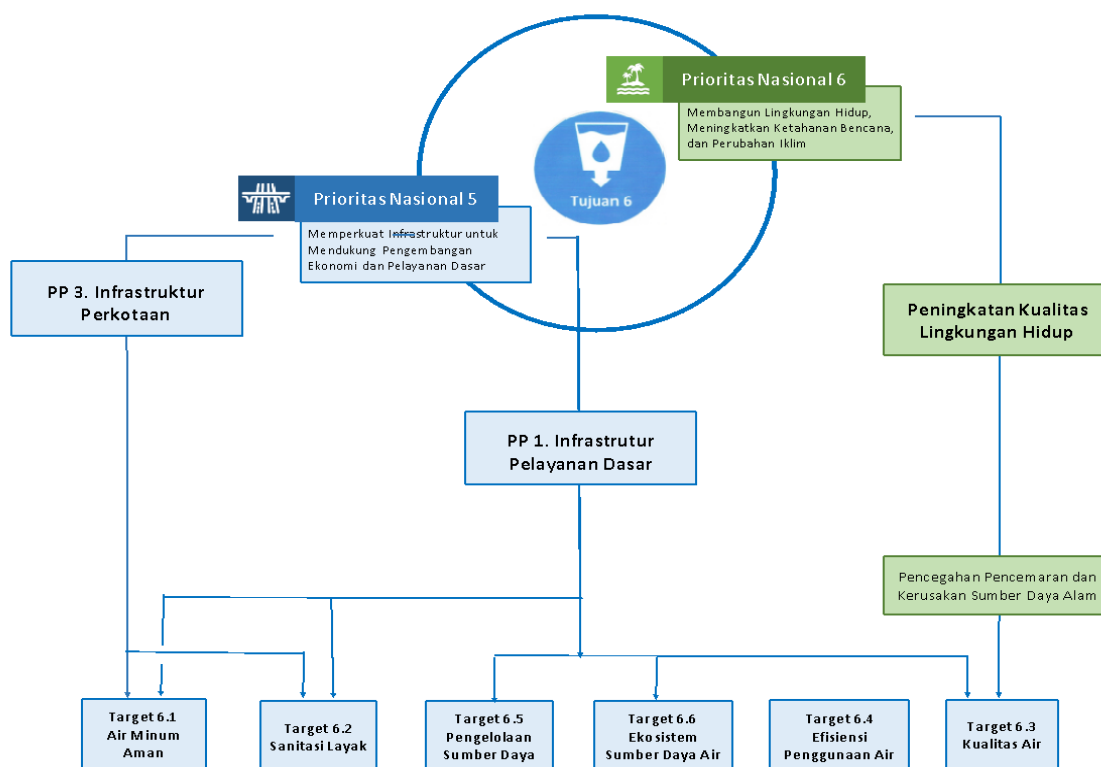 Prioritas Nasional 6
Membangun Lingkungan Hidup,
Meningkatkan Ketahanan Bencana,
dan Perubahan Iklim
Tujuan 6
Prioritas Nasional 5
Memperkuat Infrastruktur untuk
Mendukung Pengembangan
Ekonomi dan Pelayanan Dasar
PP 3. Infrastruktur
Perkotaan
Peningkatan Kualitas
Lingkungan Hidup
PP 1. Infrastrutur
Pelayanan Dasar
Pencegahan Pencemaran dan
Kerusakan Sumber Daya Alam
Target 6.1
Air Minum
Aman
Target 6.2
Sanitasi Layak
Target 6.5
Pengelolaan
Sumber Daya
Target 6.6
Ekosistem
Sumber Daya Air
Target 6.4
Efisiensi
Penggunaan Air
Target 6.3
Kualitas Air